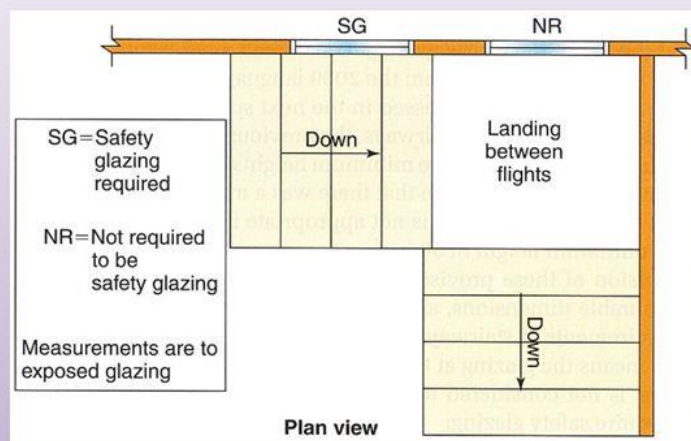 SG
NR
SG=Safety
glazing
required
NR=Not required
to be
safety glazing
Measurements are to
exposed glazing
Down
Landing
between
flights
Down
Plan view